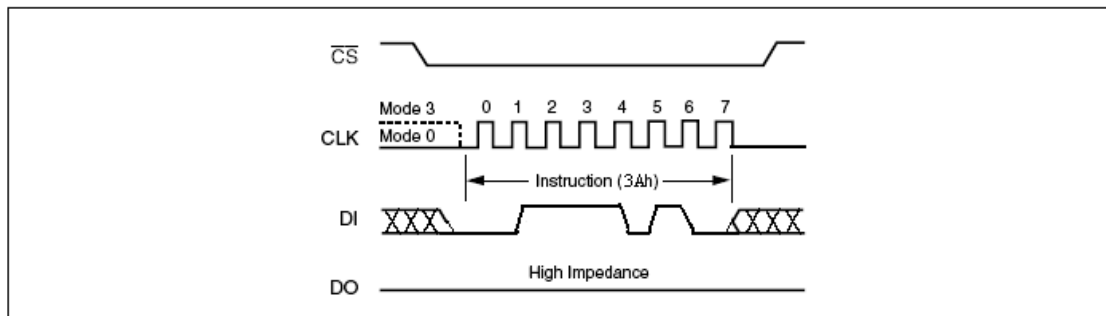 CS
Mode 3
0 1 2 3 4 5 6 7
CLK
Mode 0
Instruction (3Ah)
DI
High Impedance
DO